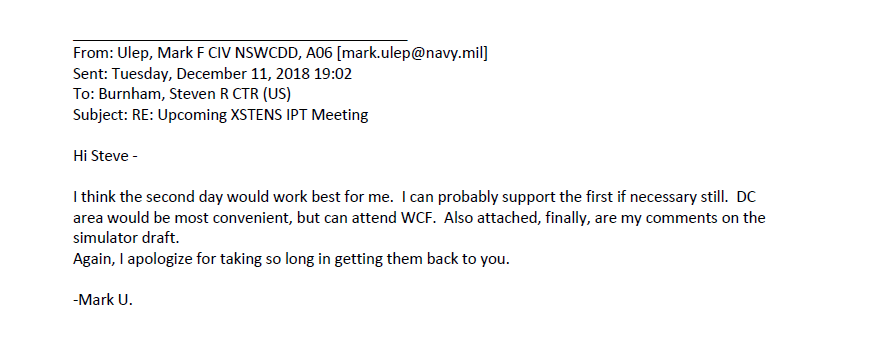 From: Ulep, Mark F CIV NSWCDD, A06 [mark.ulep@navy.mil]
Sent: Tuesday, December 11, 2018 19:02
To: Burnham, Steven R CTR (US)
Subject: RE: Upcoming XSTENS IPT Meeting
Hi Steve -
I think the second day would work best for me.  I can probably support the first if necessary still.  DC
area would be most convenient, but can attend WCF.  Also attached, finally, are my comments on the
simulator draft.
Again, I apologize for taking so long in getting them back to you.
-Mark U.